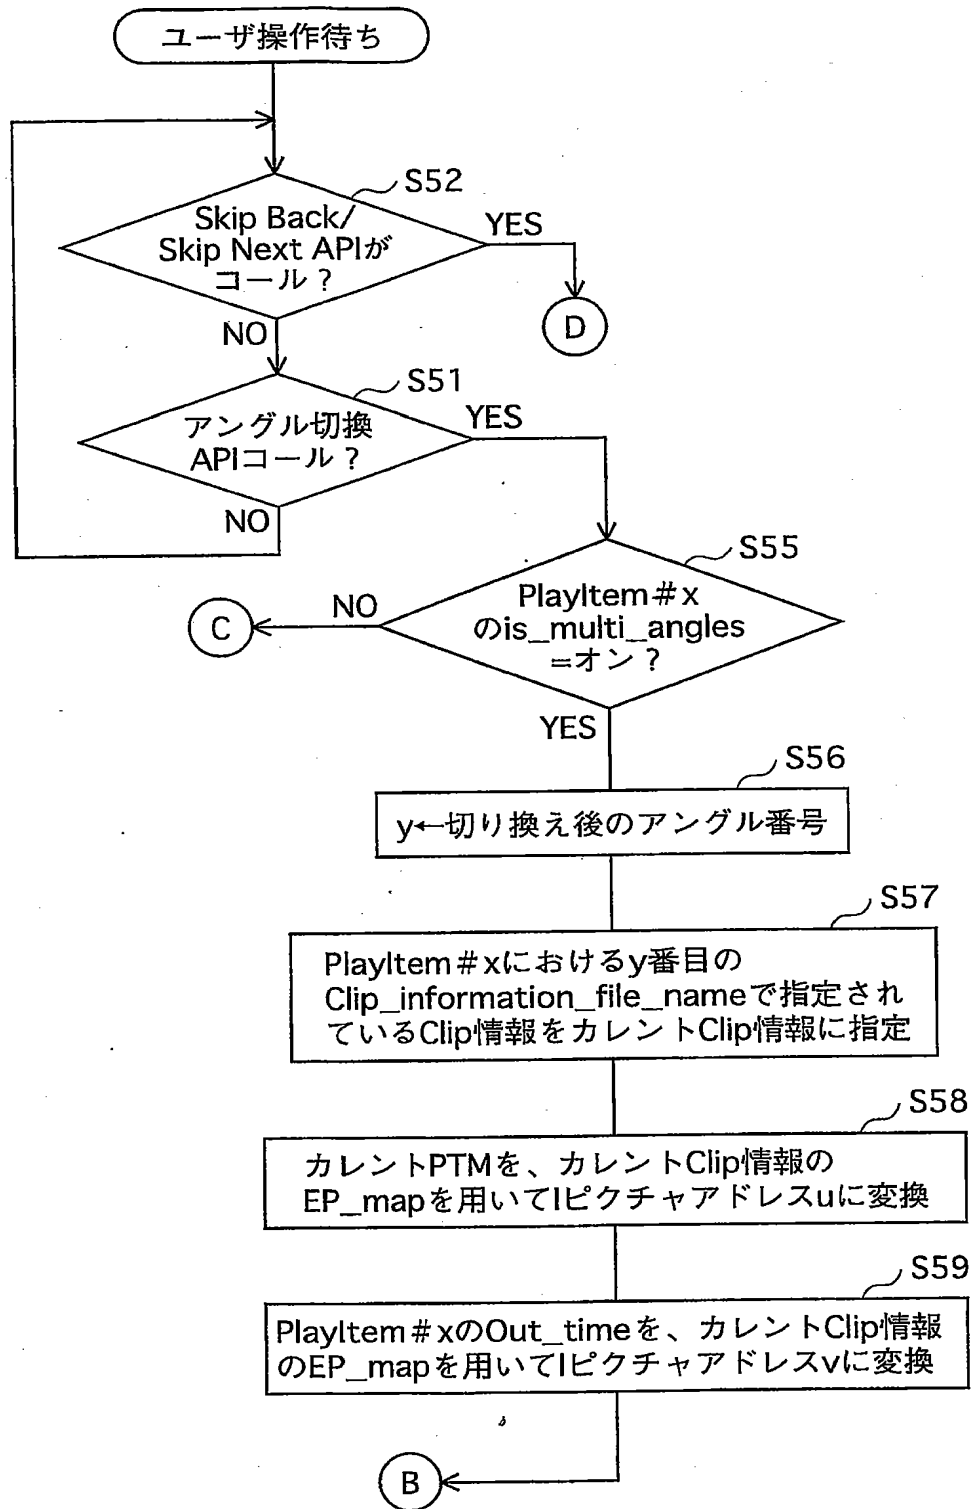 ユーザ操作待ち
S52
Skip Back/
Skip Next APIが
コール？
YES
D
NO
S51
アングル切換
APIコール？
YES
NO
S55
PlayItem＃x
のis_multi_angles
=オン？
NO
C
YES
S56
y←切り換え後のアングル番号
S57
PlayItem＃xにおけるy番目の
Clip_information_file_nameで指定され
ているClip情報をカレントClip情報に指定
S58
カレントPTMを、カレントClip情報の
EP_mapを用いてIピクチャアドレスuに変換
S59
PlayItem＃xのOut_timeを、カレントClip情報
のEP_mapを用いてIピクチャアドレスvに変換
B